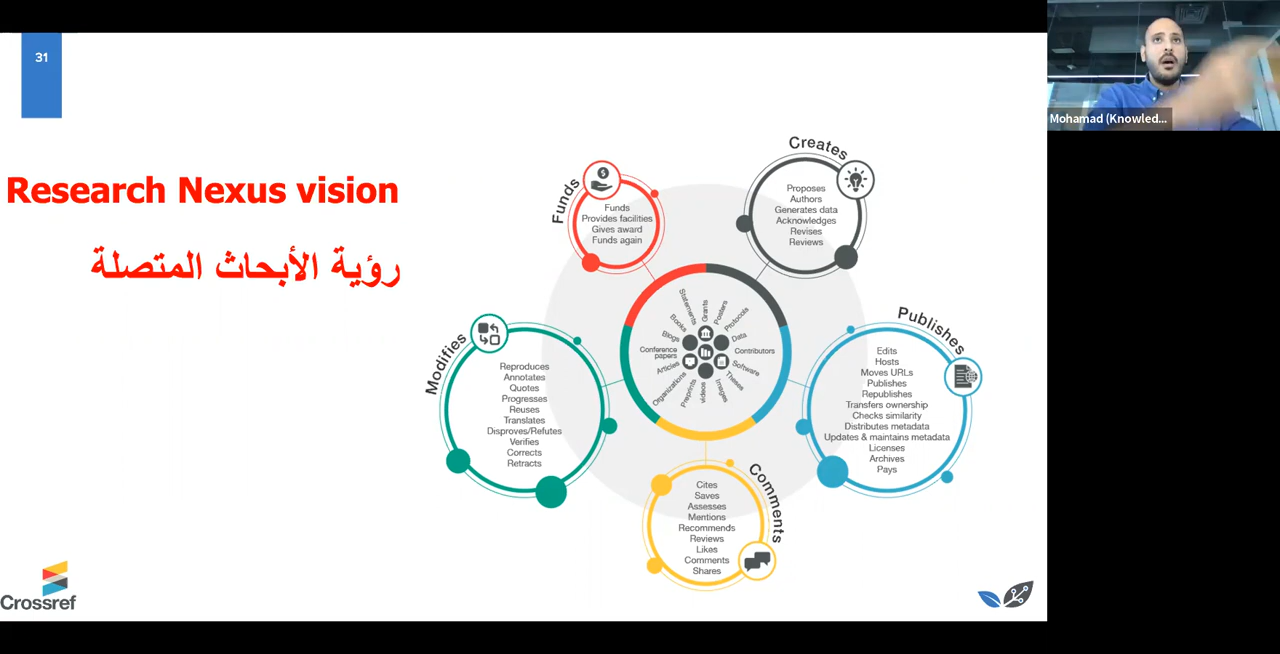 31
Mohamad (Knowled...
Research Nexus vision
رؤية الأبحاث المتصلة
Funds
Funds
Provides facilities
Gives award
Funds again
Creates
Proposes
Authors
Generates data
Acknowledges
Revises
Reviews
Publishes
Edits
Hosts
Moves URLs
Publishes
Republishes
Transfers ownership
Checks similarity
Distributes metadata
Updates & maintains metadata
Licenses
Archives
Pays
Comments
Cites
Saves
Assesses
Mentions
Recommends
Reviews
Likes
Comments
Shares
Modifies
Reproduces
Annotates
Quotes
Progresses
Reuses
Translates
Disproves/Refutes
Verifies
Corrects
Retracts
Grants
Posters
Protocols
Data
Contributors
Software
Theses
Images
videos
Preprints
Organizations
Articles
Conference
papers
Blogs
Books
Statements
Crossref